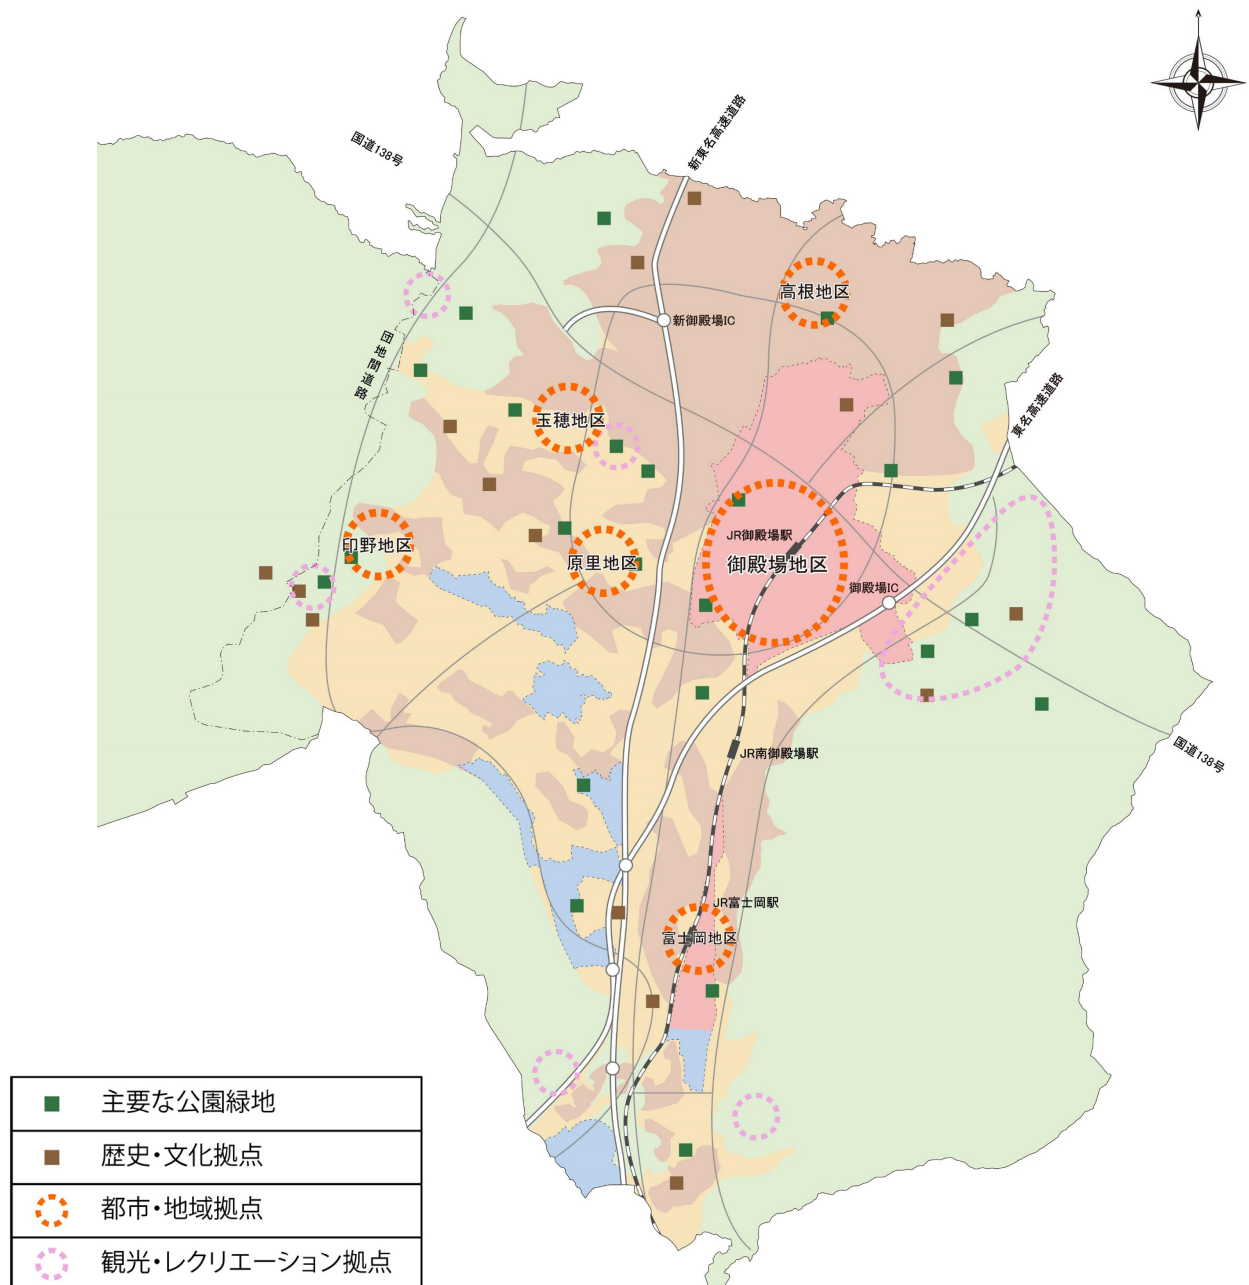 国道138号
新東名高速道路
高根地区
新御殿場IC
団地間道路
東名高速道路
玉穂地区
JR御殿場駅
印野地区
原里地区
御殿場地区
御殿場IC
国道138号
JR南御殿場駅
JR富士岡駅
富士岡地区
主要な公園緑地
歴史・文化拠点
都市・地域拠点
観光・レクリエーション拠点